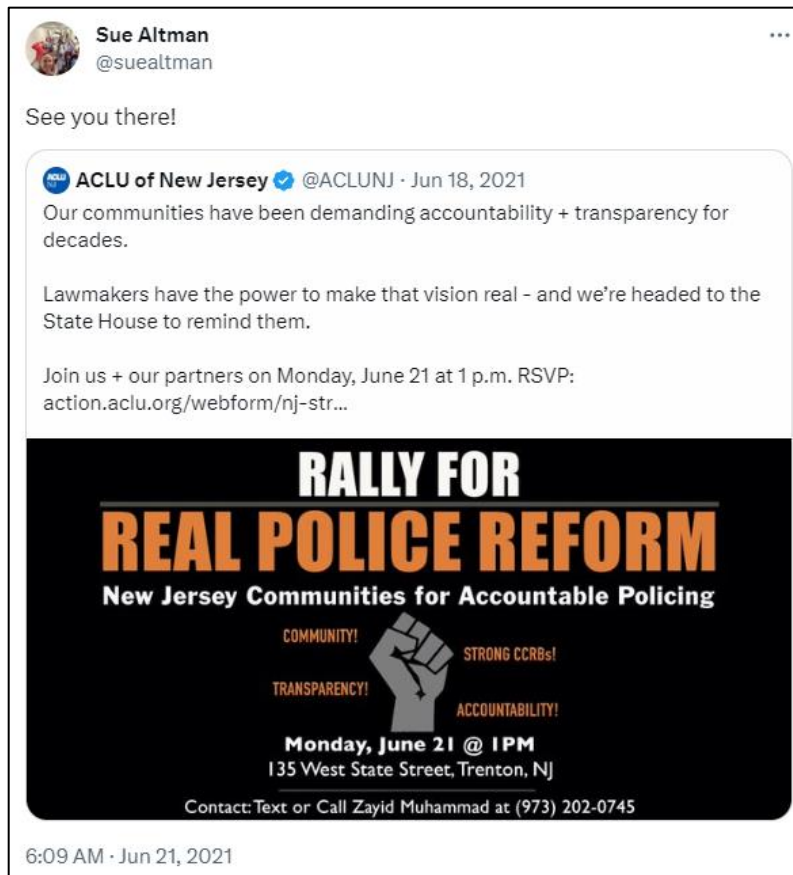 Sue Altman
@suealtman
See you there!
ACLU of New Jersey @ACLUNJ · Jun 18, 2021
Our communities have been demanding accountability + transparency for
decades.
Lawmakers have the power to make that vision real - and we’re headed to the
State House to remind them.
Join us + our partners on Monday, June 21 at 1 p.m. RSVP:
action.aclu.org/webform/nj-str...
RALLY FOR
REAL POLICE REFORM
New Jersey Communities for Accountable Policing
COMMUNITY!
STRONG CCRBs!
TRANSPARENCY!
ACCOUNTABILITY!
Monday, June 21 @ 1PM
135 West State Street, Trenton, NJ
Contact: Text or Call Zayid Muhammad at (973) 202-0745
6:09 AM · Jun 21, 2021